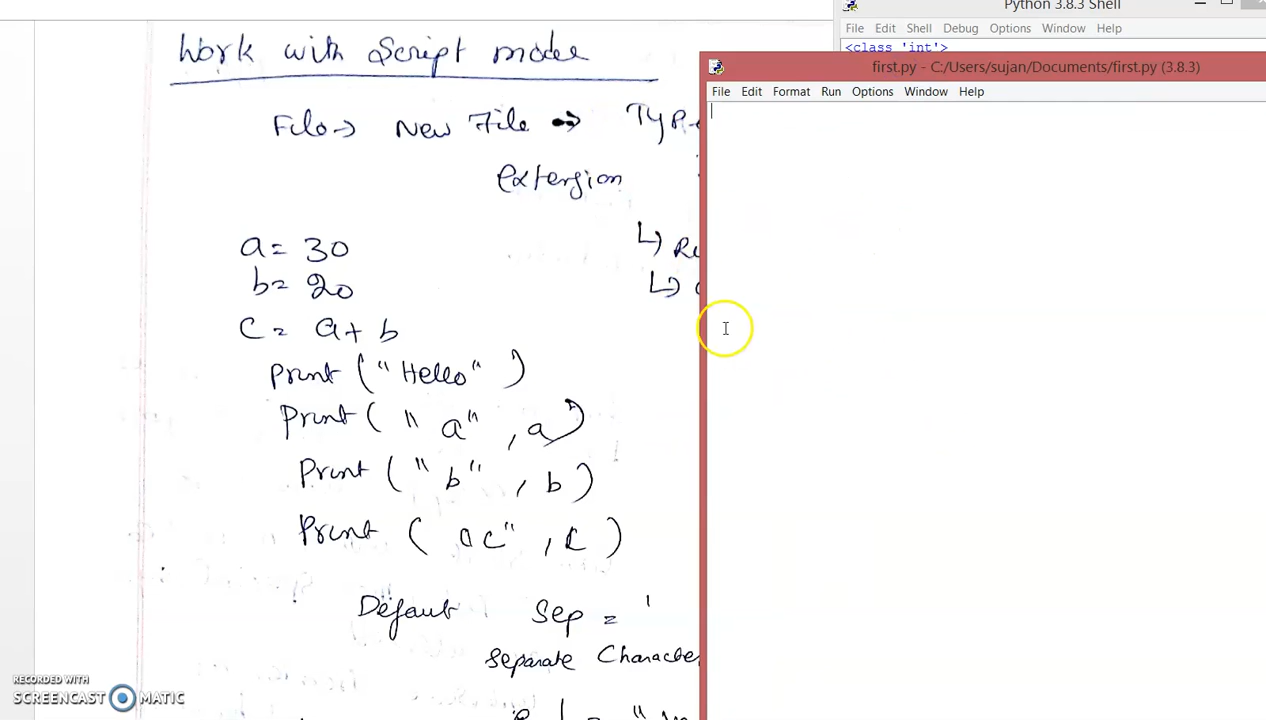 Work with Script mode
File → New File → Type
extension
a = 30
b = 20
c = a + b
Print ("Hello")
Print ("a", a)
Print ("b", b)
Print ("c", c)
Default Sep = '
Separate Character
Python 3.8.3 Shell
File Edit Shell Debug Options Window Help
<class 'int'>
first.py - C:/Users/sujan/Documents/first.py (3.8.3)
File Edit Format Run Options Window Help
RECORDED WITH
SCREENCAST MATIC